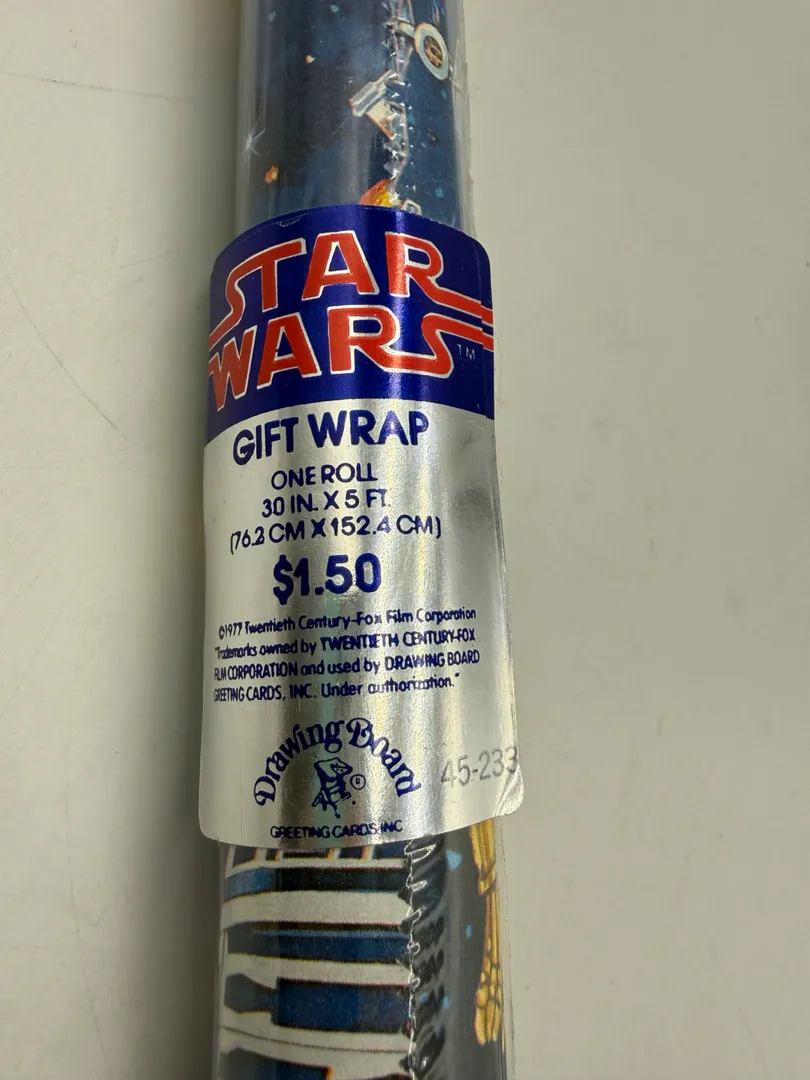 STAR
WARS™
GIFT WRAP
ONE ROLL
30 IN. X 5 FT.
(76.2 CM X 152.4 CM)
$1.50
©1977 Twentieth Century-Fox Film Corporation
"Trademarks owned by TWENTIETH CENTURY-FOX
FILM CORPORATION and used by DRAWING BOARD
GREETING CARDS, INC. Under authorization."
Drawing Board
®
45-233
GREETING CARDS, INC